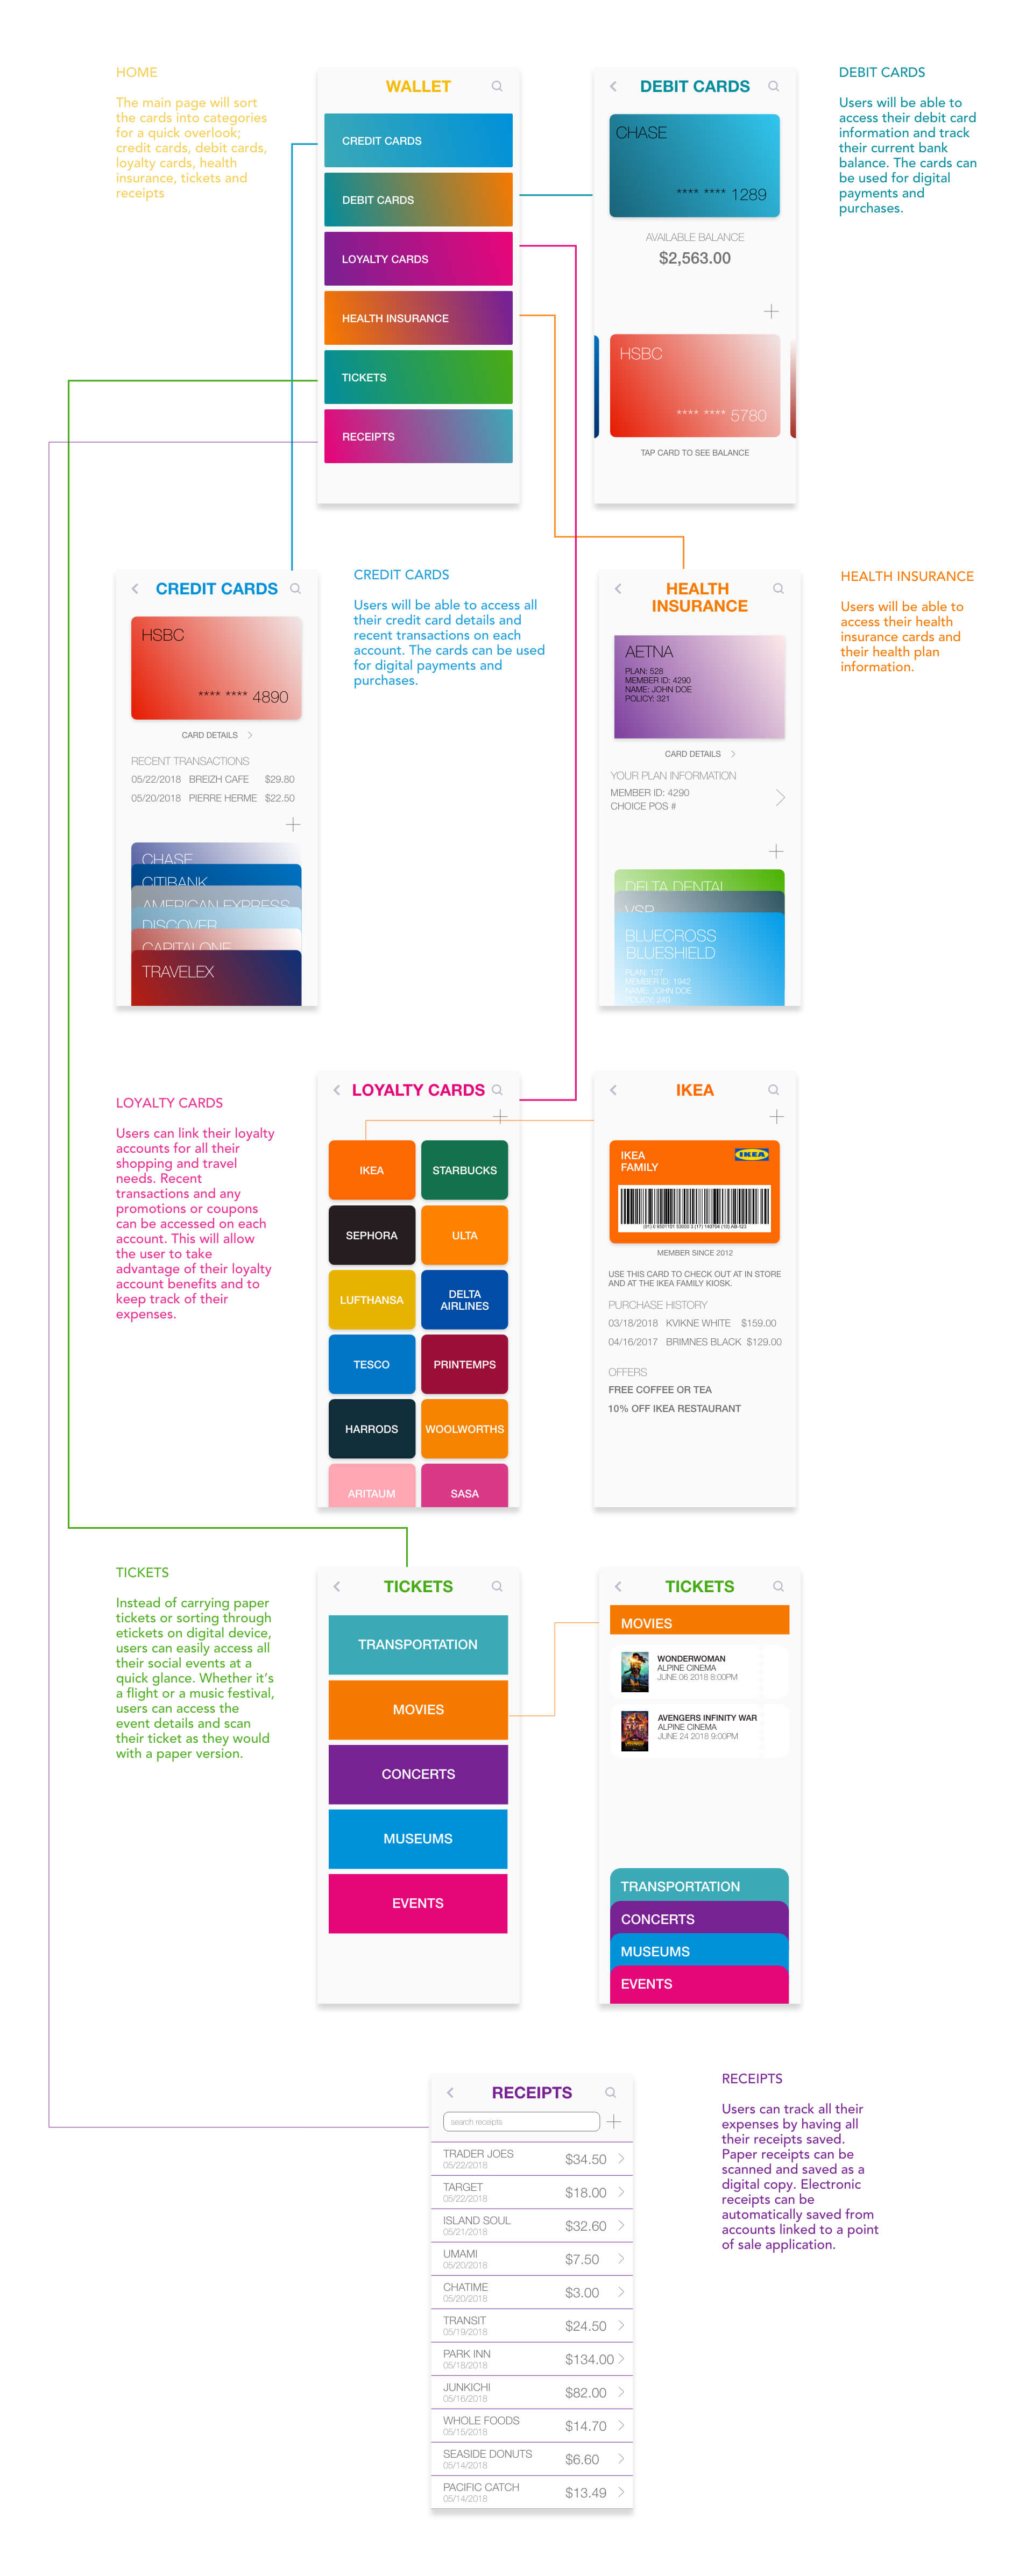 HOME
The main page will sort
the cards into categories
for a quick overlook;
credit cards, debit cards,
loyalty cards, health
insurance, tickets and
receipts
WALLET
CREDIT CARDS
DEBIT CARDS
LOYALTY CARDS
HEALTH INSURANCE
TICKETS
RECEIPTS
DEBIT CARDS
CHASE
**** **** 1289
AVAILABLE BALANCE
$2,563.00
HSBC
**** **** 5780
TAP CARD TO SEE BALANCE
DEBIT CARDS
Users will be able to
access their debit card
information and track
their current bank
balance. The cards can
be used for digital
payments and
purchases.
CREDIT CARDS
HSBC
**** **** 4890
CARD DETAILS >
RECENT TRANSACTIONS
05/22/2018 BREIZH CAFE $29.80
05/20/2018 PIERRE HERME $22.50
CHASE
CITIBANK
AMERICAN EXPRESS
DISCOVER
CAPITALONE
TRAVELEX
CREDIT CARDS
Users will be able to access all
their credit card details and
recent transactions on each
account. The cards can be used
for digital payments and
purchases.
HEALTH
INSURANCE
AETNA
PLAN: 528
MEMBER ID: 4290
NAME: JOHN DOE
POLICY: 321
CARD DETAILS >
YOUR PLAN INFORMATION
MEMBER ID: 4290
CHOICE POS #
DELTA DENTAL
VSP
BLUECROSS
BLUESHIELD
PLAN: 127
MEMBER ID: 1942
NAME: JOHN DOE
POLICY: 240
HEALTH INSURANCE
Users will be able to
access their health
insurance cards and
their health plan
information.
LOYALTY CARDS
Users can link their loyalty
accounts for all their
shopping and travel
needs. Recent
transactions and any
promotions or coupons
can be accessed on each
account. This will allow
the user to take
advantage of their loyalty
account benefits and to
keep track of their
expenses.
LOYALTY CARDS
IKEA
STARBUCKS
SEPHORA
ULTA
LUFTHANSA
DELTA
AIRLINES
TESCO
PRINTEMPS
HARRODS
WOOLWORTHS
ARITAUM
SASA
IKEA
IKEA
FAMILY
IKEA
MEMBER SINCE 2012
USE THIS CARD TO CHECK OUT AT IN STORE
AND AT THE IKEA FAMILY KIOSK.
PURCHASE HISTORY
03/18/2018 KVIKNE WHITE $159.00
04/16/2017 BRIMNES BLACK $129.00
OFFERS
FREE COFFEE OR TEA
10% OFF IKEA RESTAURANT
TICKETS
Instead of carrying paper
tickets or sorting through
etickets on digital device,
users can easily access all
their social events at a
quick glance. Whether it's
a flight or a music festival,
users can access the
event details and scan
their ticket as they would
with a paper version.
TICKETS
TRANSPORTATION
MOVIES
CONCERTS
MUSEUMS
EVENTS
TICKETS
MOVIES
WONDERWOMAN
ALPINE CINEMA
JUNE 06 2018 8:00PM
AVENGERS INFINITY WAR
ALPINE CINEMA
JUNE 24 2018 9:00PM
TRANSPORTATION
CONCERTS
MUSEUMS
EVENTS
RECEIPTS
search receipts
TRADER JOES $34.50
05/22/2018
TARGET $18.00
05/22/2018
ISLAND SOUL $32.60
05/21/2018
UMAMI $7.50
05/20/2018
CHATIME $3.00
05/20/2018
TRANSIT $24.50
05/19/2018
PARK INN $134.00
05/18/2018
JUNKICHI $82.00
05/16/2018
WHOLE FOODS $14.70
05/15/2018
SEASIDE DONUTS $6.60
05/14/2018
PACIFIC CATCH $13.49
05/14/2018
RECEIPTS
Users can track all their
expenses by having all
their receipts saved.
Paper receipts can be
scanned and saved as a
digital copy. Electronic
receipts can be
automatically saved from
accounts linked to a point
of sale application.